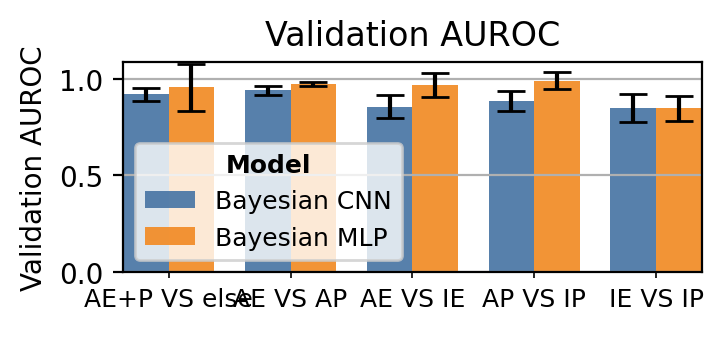 Validation AUROC
Validation AUROC
1.0
0.5
0.0
Model
Bayesian CNN
Bayesian MLP
AE+P VS else
AE VS AP
AE VS IE
AP VS IP
IE VS IP